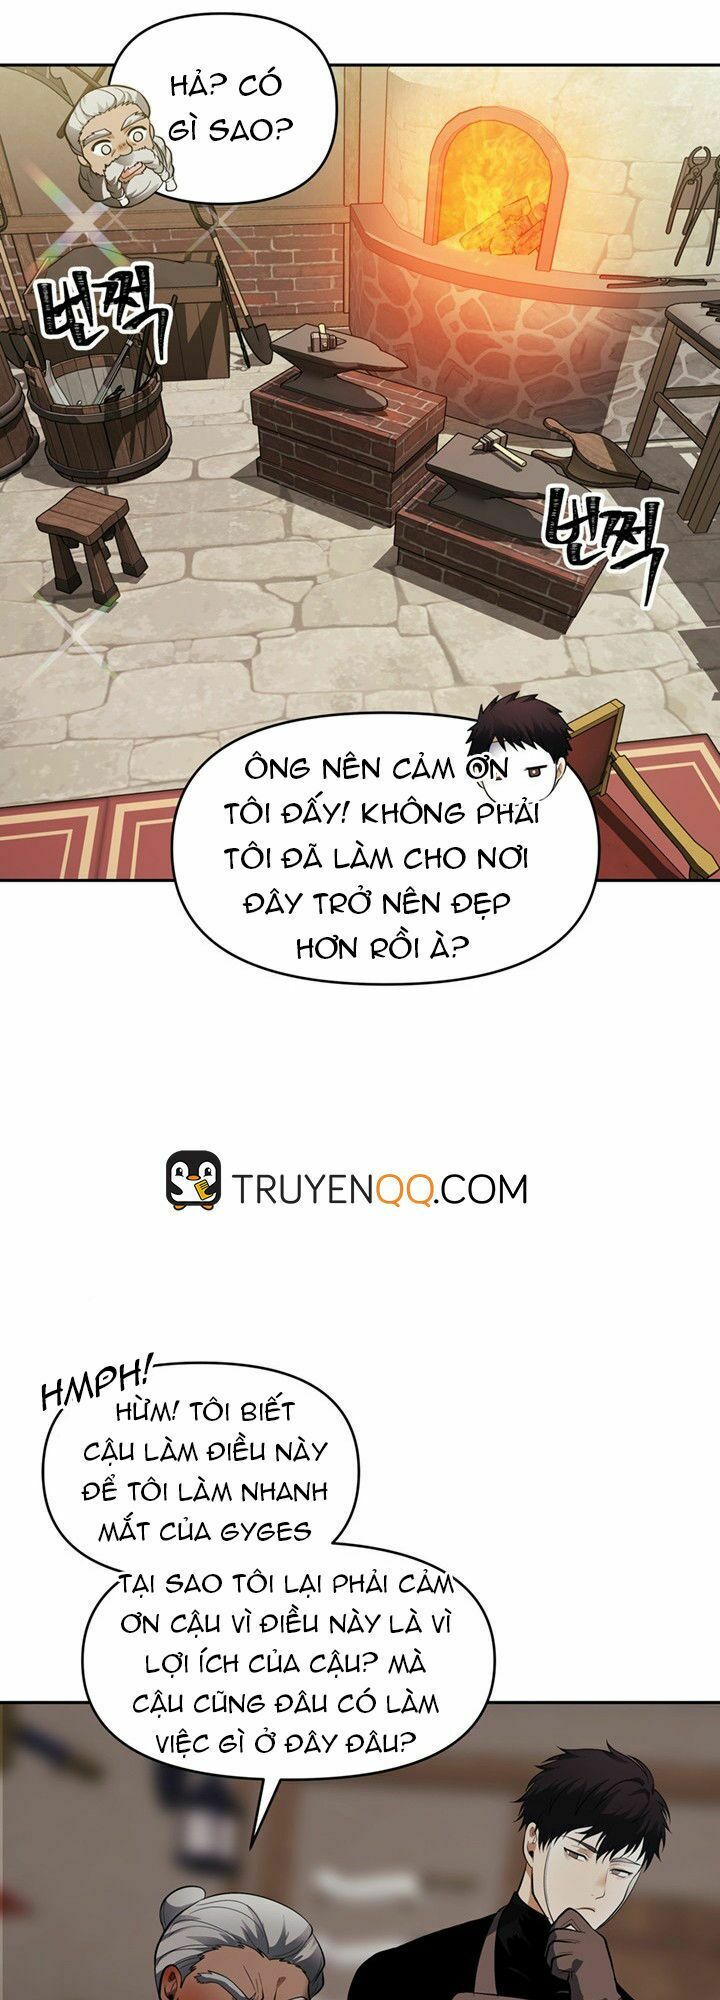 HẢ? CÓ
GÌ SAO?
번쩍
번쩍
ÔNG NÊN CẢM ƠN
TÔI ĐẤY! KHÔNG PHẢI
TÔI ĐÃ LÀM CHO NƠI
ĐÂY TRỞ NÊN ĐẸP
HƠN RỒI À?
TRUYENQQ.COM
HMPH!
HỪM! TÔI BIẾT
CẬU LÀM ĐIỀU NÀY
ĐỂ TÔI LÀM NHANH
MẮT CỦA GYGES
TẠI SAO TÔI LẠI PHẢI CẢM
ƠN CẬU VÌ ĐIỀU NÀY LÀ VÌ
LỢI ÍCH CỦA CẬU? MÀ
CẬU CŨNG ĐÂU CÓ LÀM
VIỆC GÌ Ở ĐÂY ĐÂU?